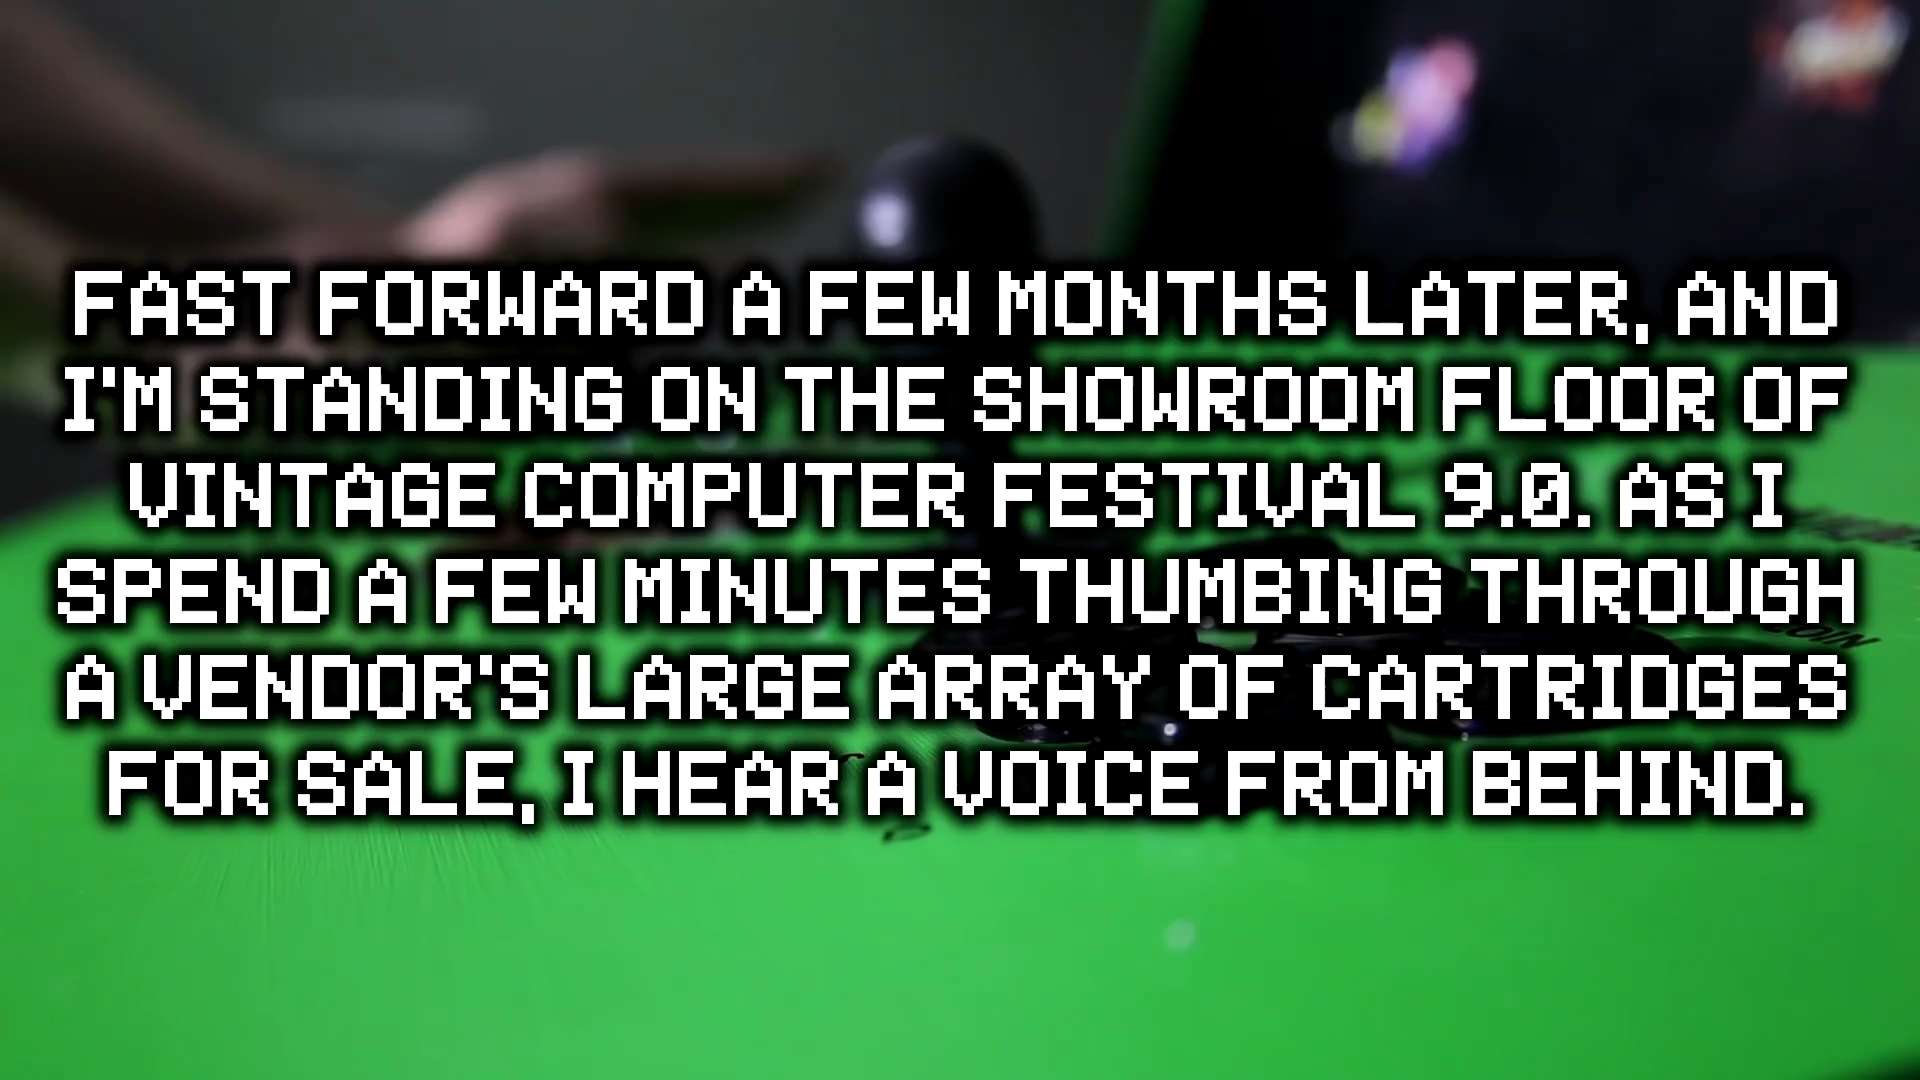 FAST FORWARD A FEW MONTHS LATER, AND
I'M STANDING ON THE SHOWROOM FLOOR OF
VINTAGE COMPUTER FESTIVAL 9.0. AS I
SPEND A FEW MINUTES THUMBING THROUGH
A VENDOR'S LARGE ARRAY OF CARTRIDGES
FOR SALE, I HEAR A VOICE FROM BEHIND.
COIN